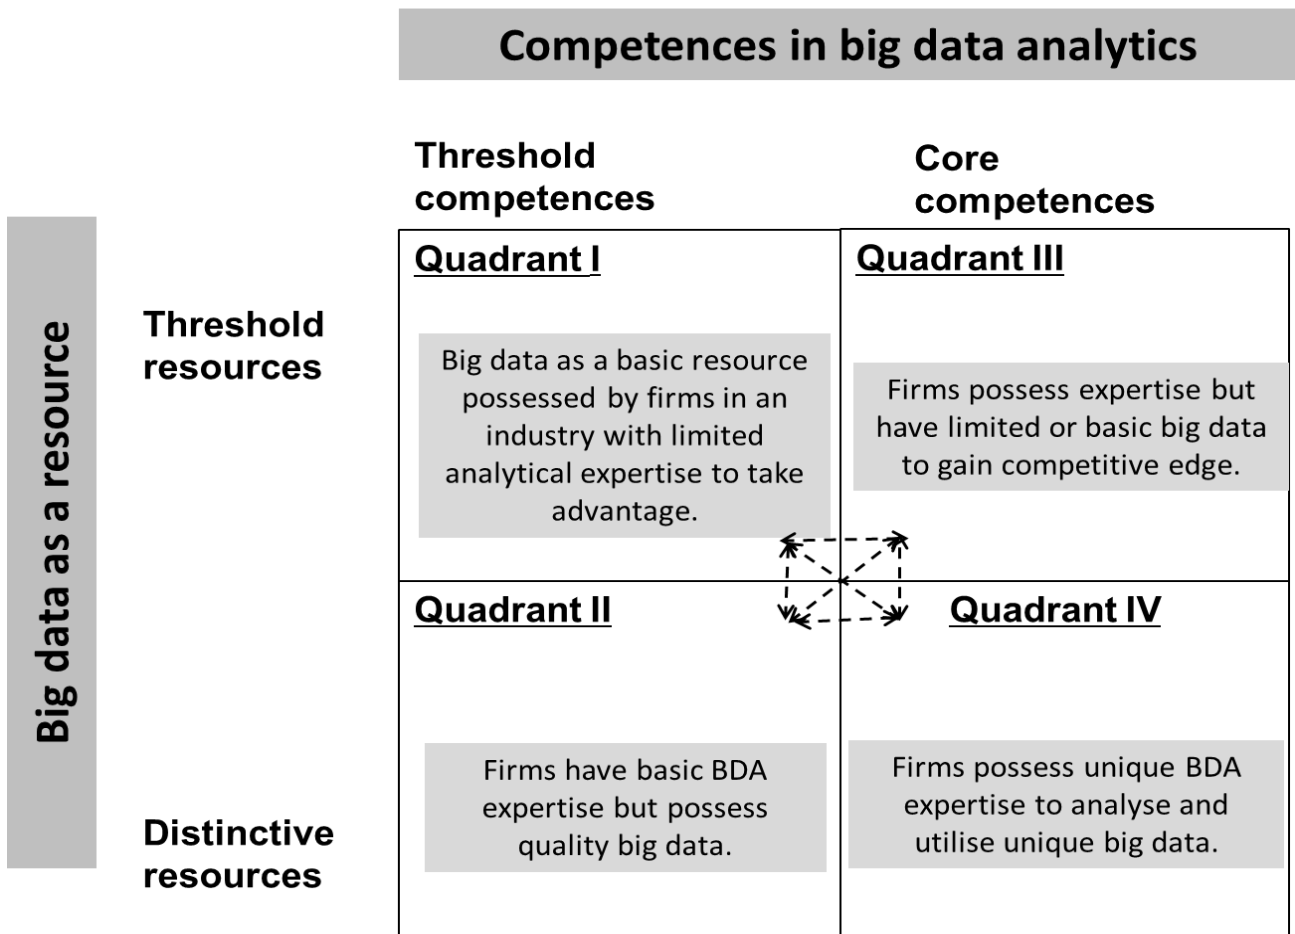 Competences in big data analytics
Threshold
competences
Core
competences
Big data as a resource
Threshold
resources
Quadrant I
Big data as a basic resource
possessed by firms in an
industry with limited
analytical expertise to take
advantage.
Quadrant III
Firms possess expertise but
have limited or basic big data
to gain competitive edge.
Distinctive
resources
Quadrant II
Firms have basic BDA
expertise but possess
quality big data.
Quadrant IV
Firms possess unique BDA
expertise to analyse and
utilise unique big data.